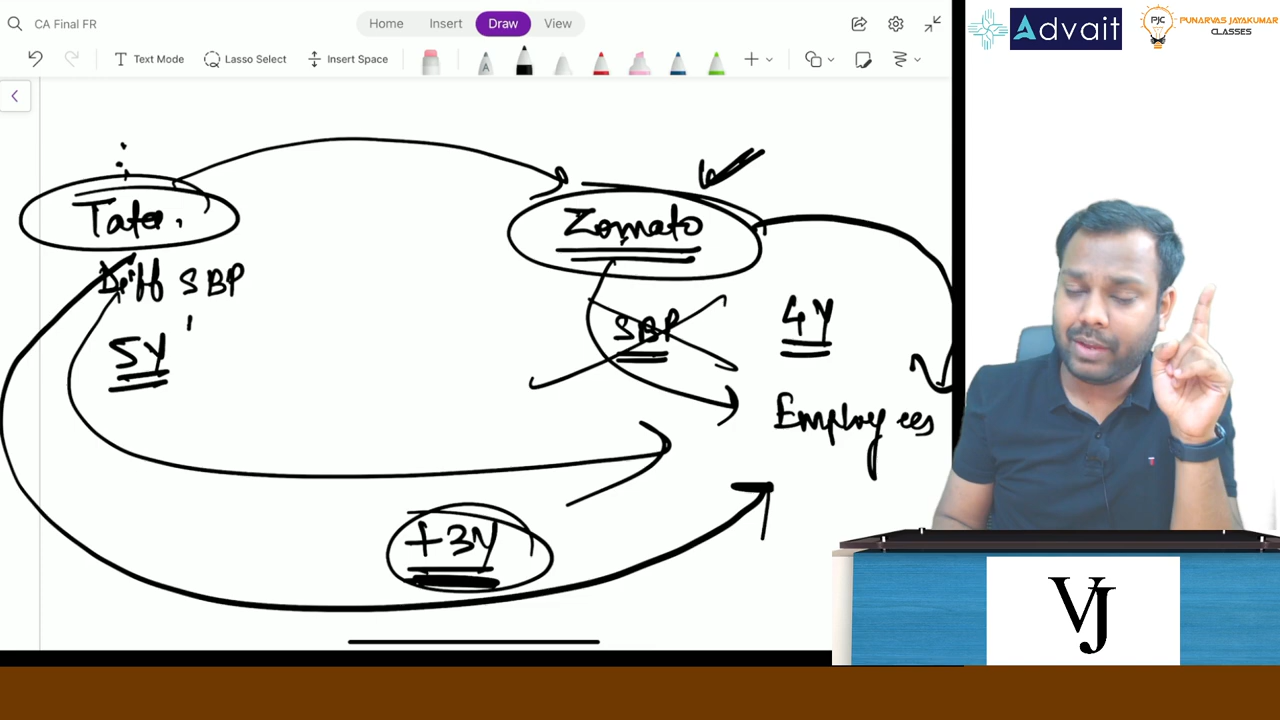 CA Final FR
Home Insert Draw View
Text Mode Lasso Select Insert Space
Advait
PJC
PUNARVAS JAYAKUMAR
CLASSES
Tata
Zomato
Diff SBP
SBP
4Y
5Y
Employees
+3Y
VJ